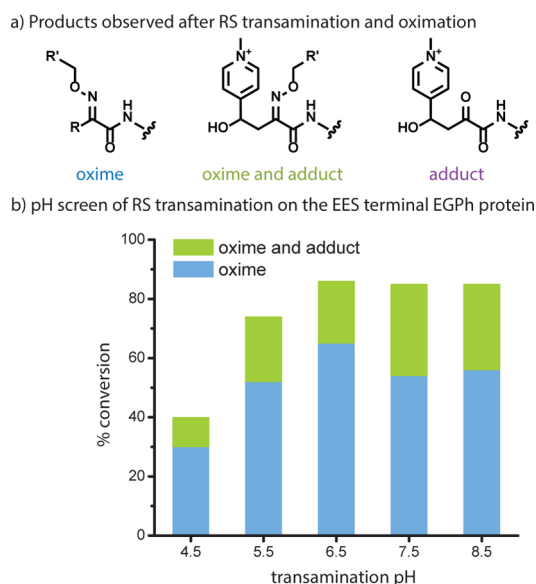 a) Products observed after RS transamination and oximation
R'
O
N
R
O
H
N
oxime
CH₃
N⁺
HO
N
O
R'
O
H
N
oxime and adduct
N⁺
HO
O
O
H
N
adduct
b) pH screen of RS transamination on the EES terminal EGPh protein
% conversion
100
80
60
40
20
0
oxime and adduct
oxime
4.5 5.5 6.5 7.5 8.5
transamination pH